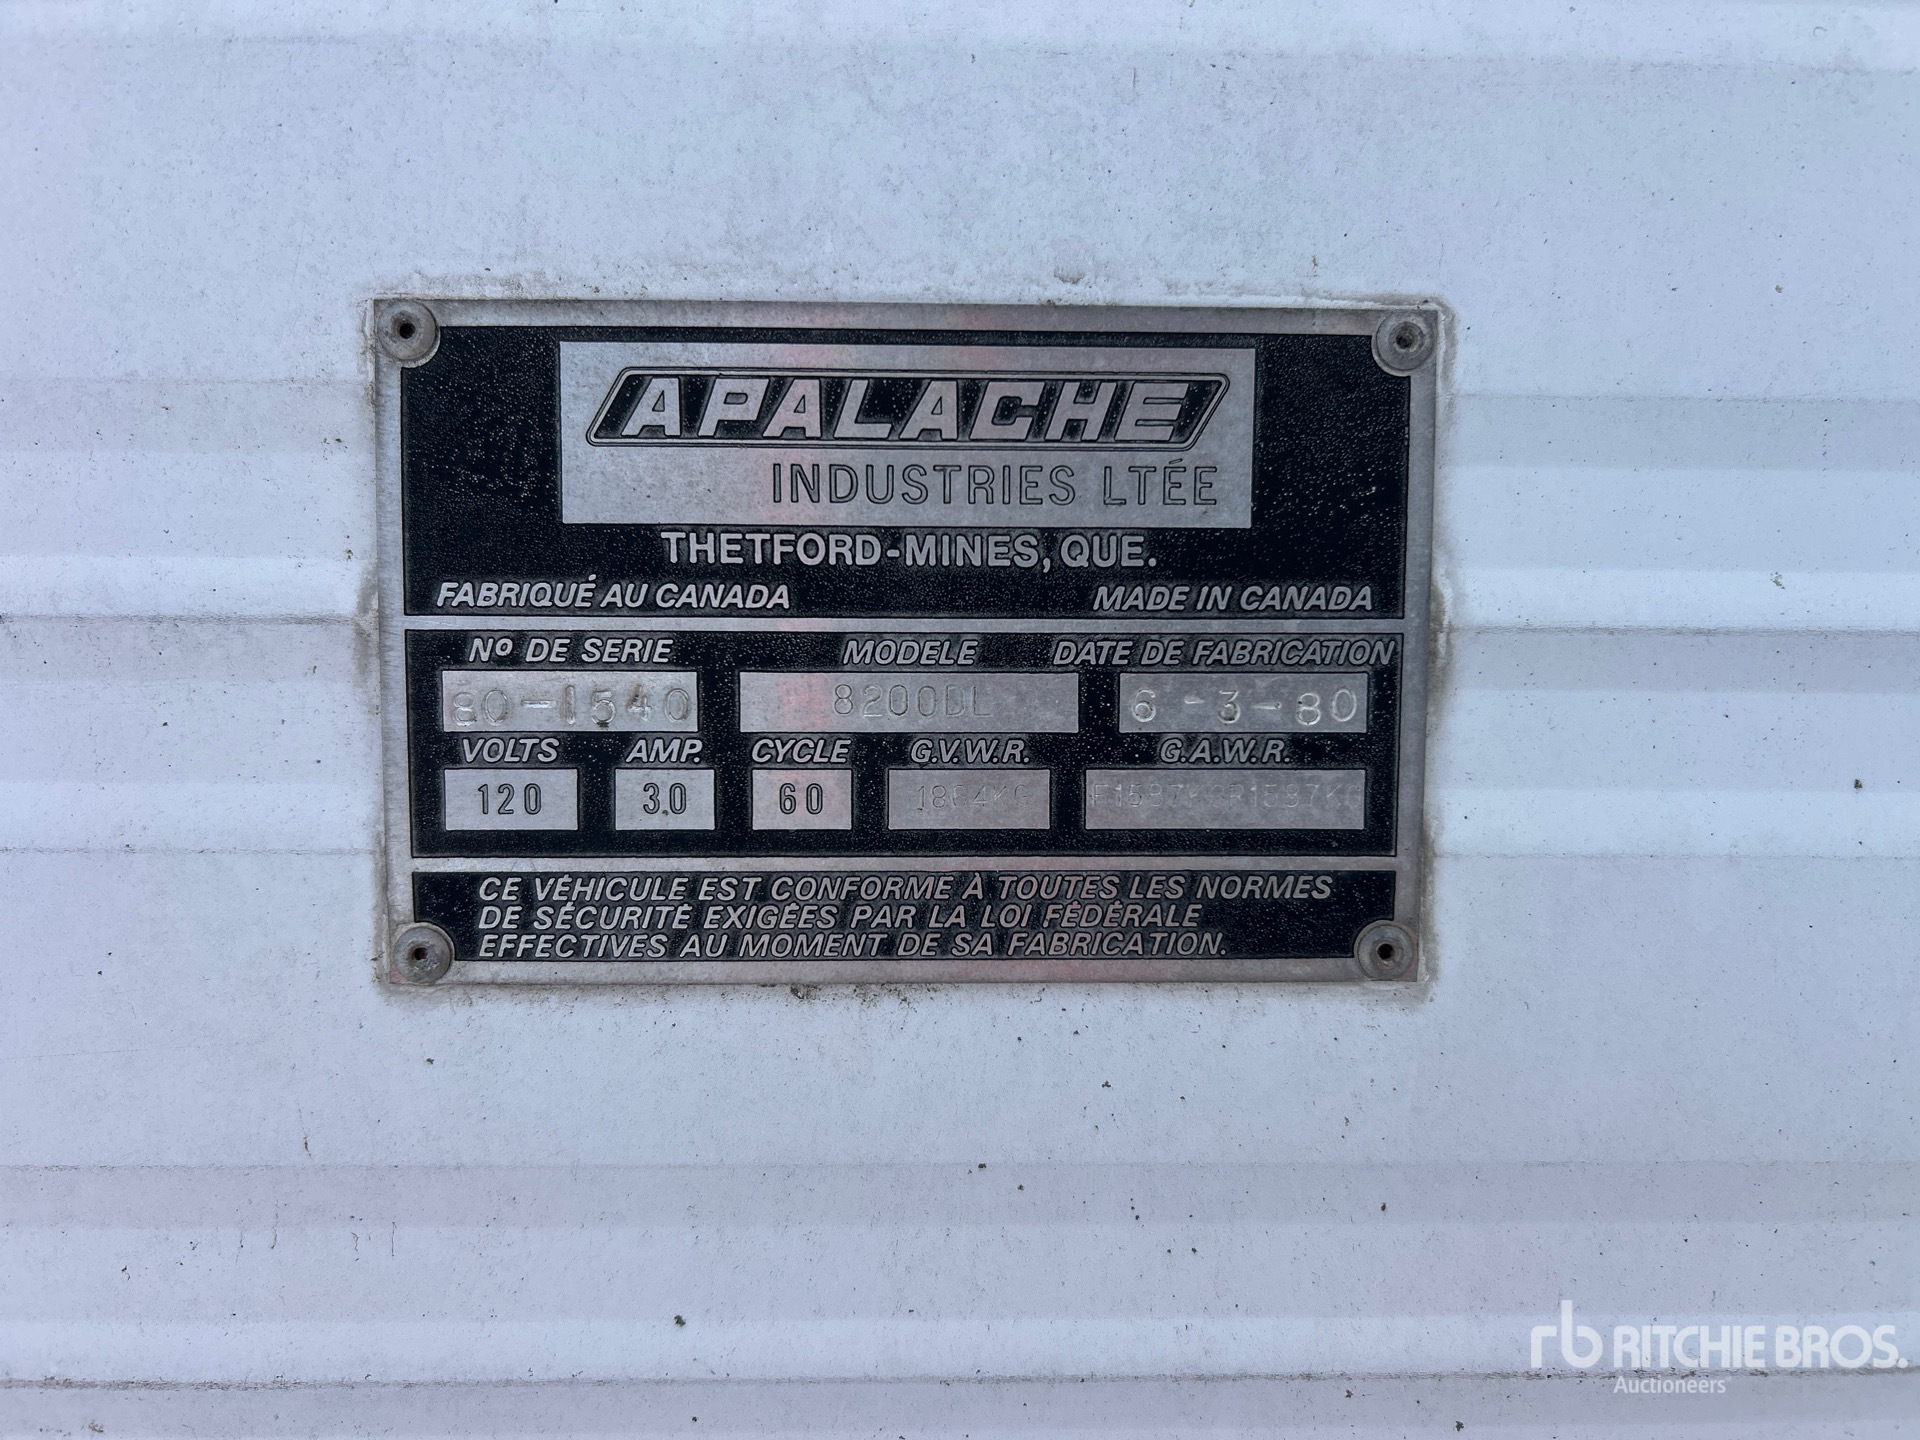 APALACHE
INDUSTRIES LTÉE
THETFORD-MINES, QUE.
FABRIQUÉ AU CANADA MADE IN CANADA
Nº DE SERIE MODELE DATE DE FABRICATION
80-1540 8200DL 6-3-80
VOLTS AMP. CYCLE G.V.W.R. G.A.W.R.
120 30 60
CE VÉHICULE EST CONFORME À TOUTES LES NORMES
DE SÉCURITÉ EXIGÉES PAR LA LOI FÉDÉRALE
EFFECTIVES AU MOMENT DE SA FABRICATION.
rb RITCHIE BROS.
Auctioneers